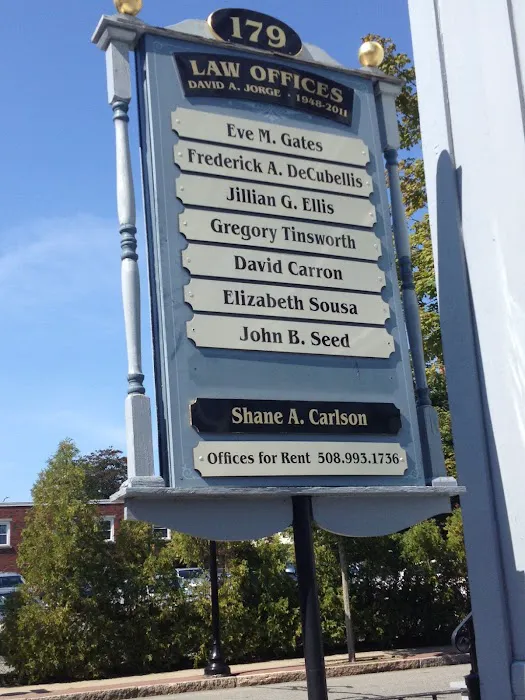 179
LAW OFFICES
DAVID A. JORGE · 1948-2011
Eve M. Gates
Frederick A. DeCubellis
Jillian G. Ellis
Gregory Tinsworth
David Carron
Elizabeth Sousa
John B. Seed
Shane A. Carlson
Offices for Rent 508.993.1736